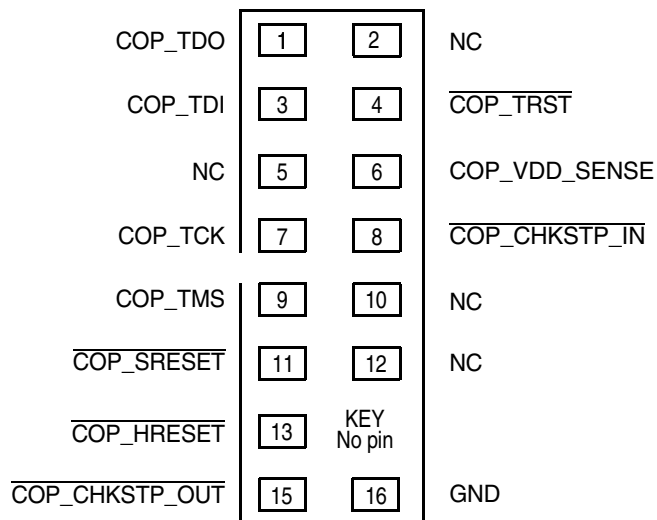 COP_TDO 1 2 NC
COP_TDI 3 4 COP_TRST
NC 5 6 COP_VDD_SENSE
COP_TCK 7 8 COP_CHKSTP_IN
COP_TMS 9 10 NC
COP_SRESET 11 12 NC
COP_HRESET 13 KEY
No pin
COP_CHKSTP_OUT 15 16 GND